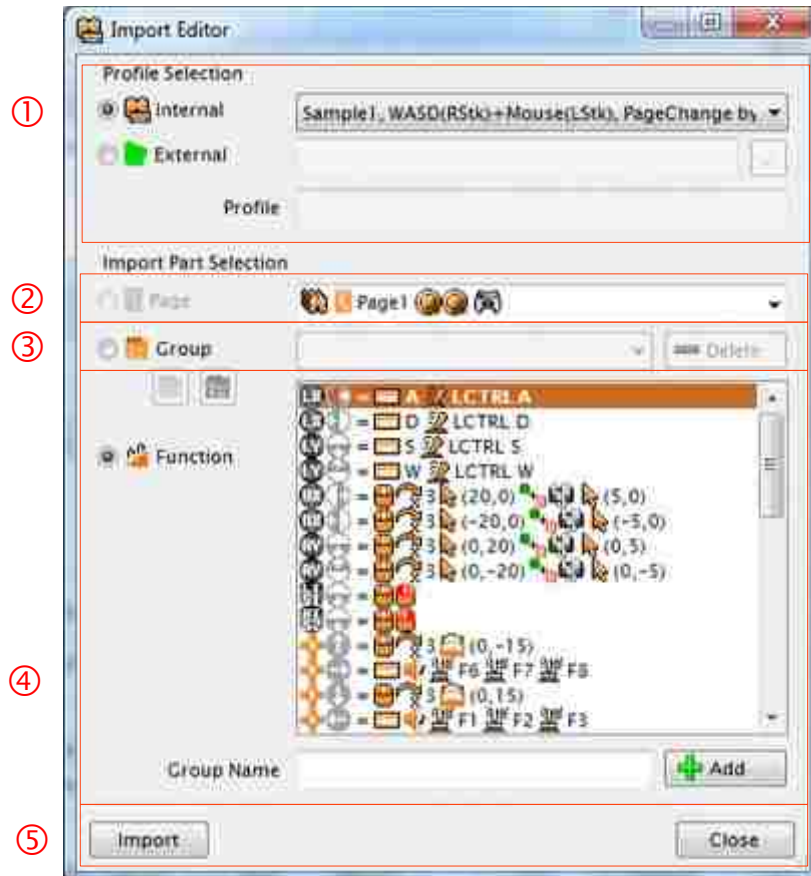 Import Editor
Profile Selection
①
Internal
Sample1, WASD(RStk)+Mouse(LStk), PageChange by
External
Profile
Import Part Selection
②
Page
Page1
③
Group
Delete
= A LCTRL A
= D LCTRL D
= S LCTRL S
Function
= W LCTRL W
= 3 (20,0) (5,0)
= 3 (-20,0) (-5,0)
= 3 (0,20) (0,5)
= 3 (0,-20) (0,-5)
=
=
= 3 (0,-15)
④
= F6 F7 F8
= 3 (0,15)
= F1 F2 F3
Group Name
Add
⑤
Import
Close